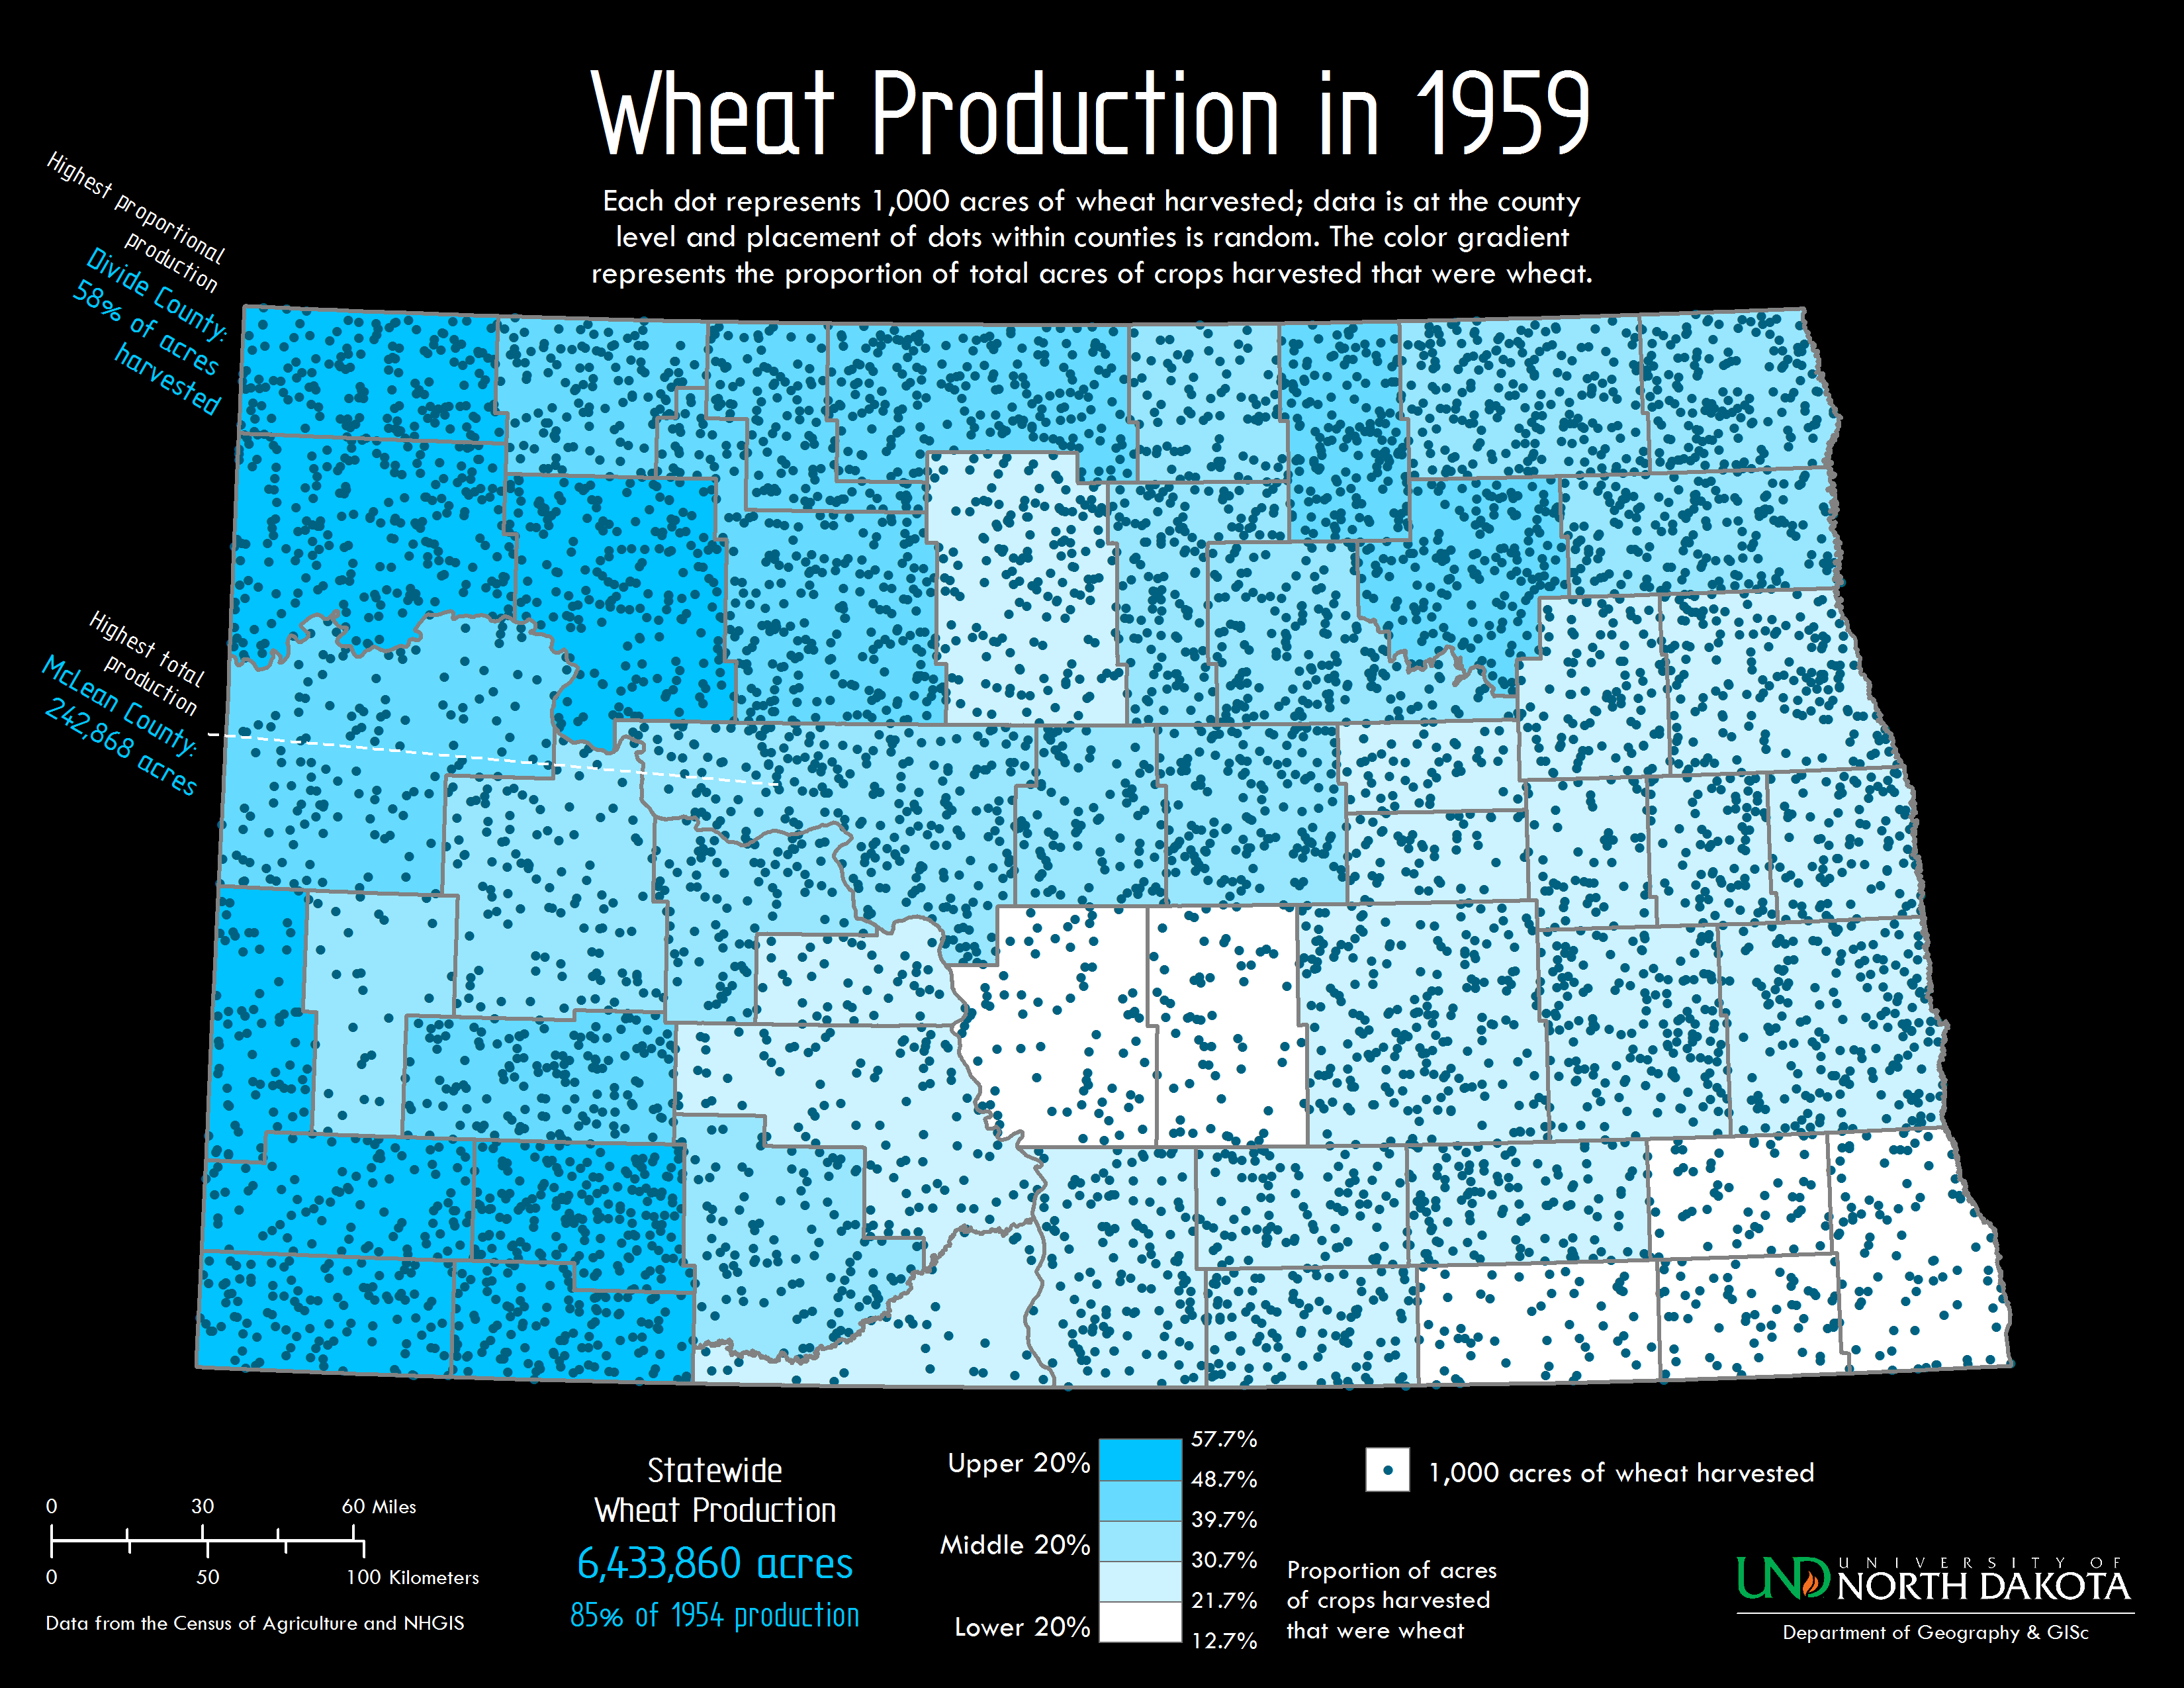 Wheat Production in 1959
Each dot represents 1,000 acres of wheat harvested; data is at the county
level and placement of dots within counties is random. The color gradient
represents the proportion of total acres of crops harvested that were wheat.
Highest proportional
production
Divide County:
58% of acres
harvested
Highest total
production
McLean County:
242,868 acres
0 30 60 Miles
0 50 100 Kilometers
Data from the Census of Agriculture and NHGIS
Statewide
Wheat Production
6,433,860 acres
85% of 1954 production
57.7%
Upper 20%
48.7%
39.7%
Middle 20%
30.7%
21.7%
Lower 20%
12.7%
1,000 acres of wheat harvested
Proportion of acres
of crops harvested
that were wheat
UND UNIVERSITY OF
NORTH DAKOTA
Department of Geography & GISc